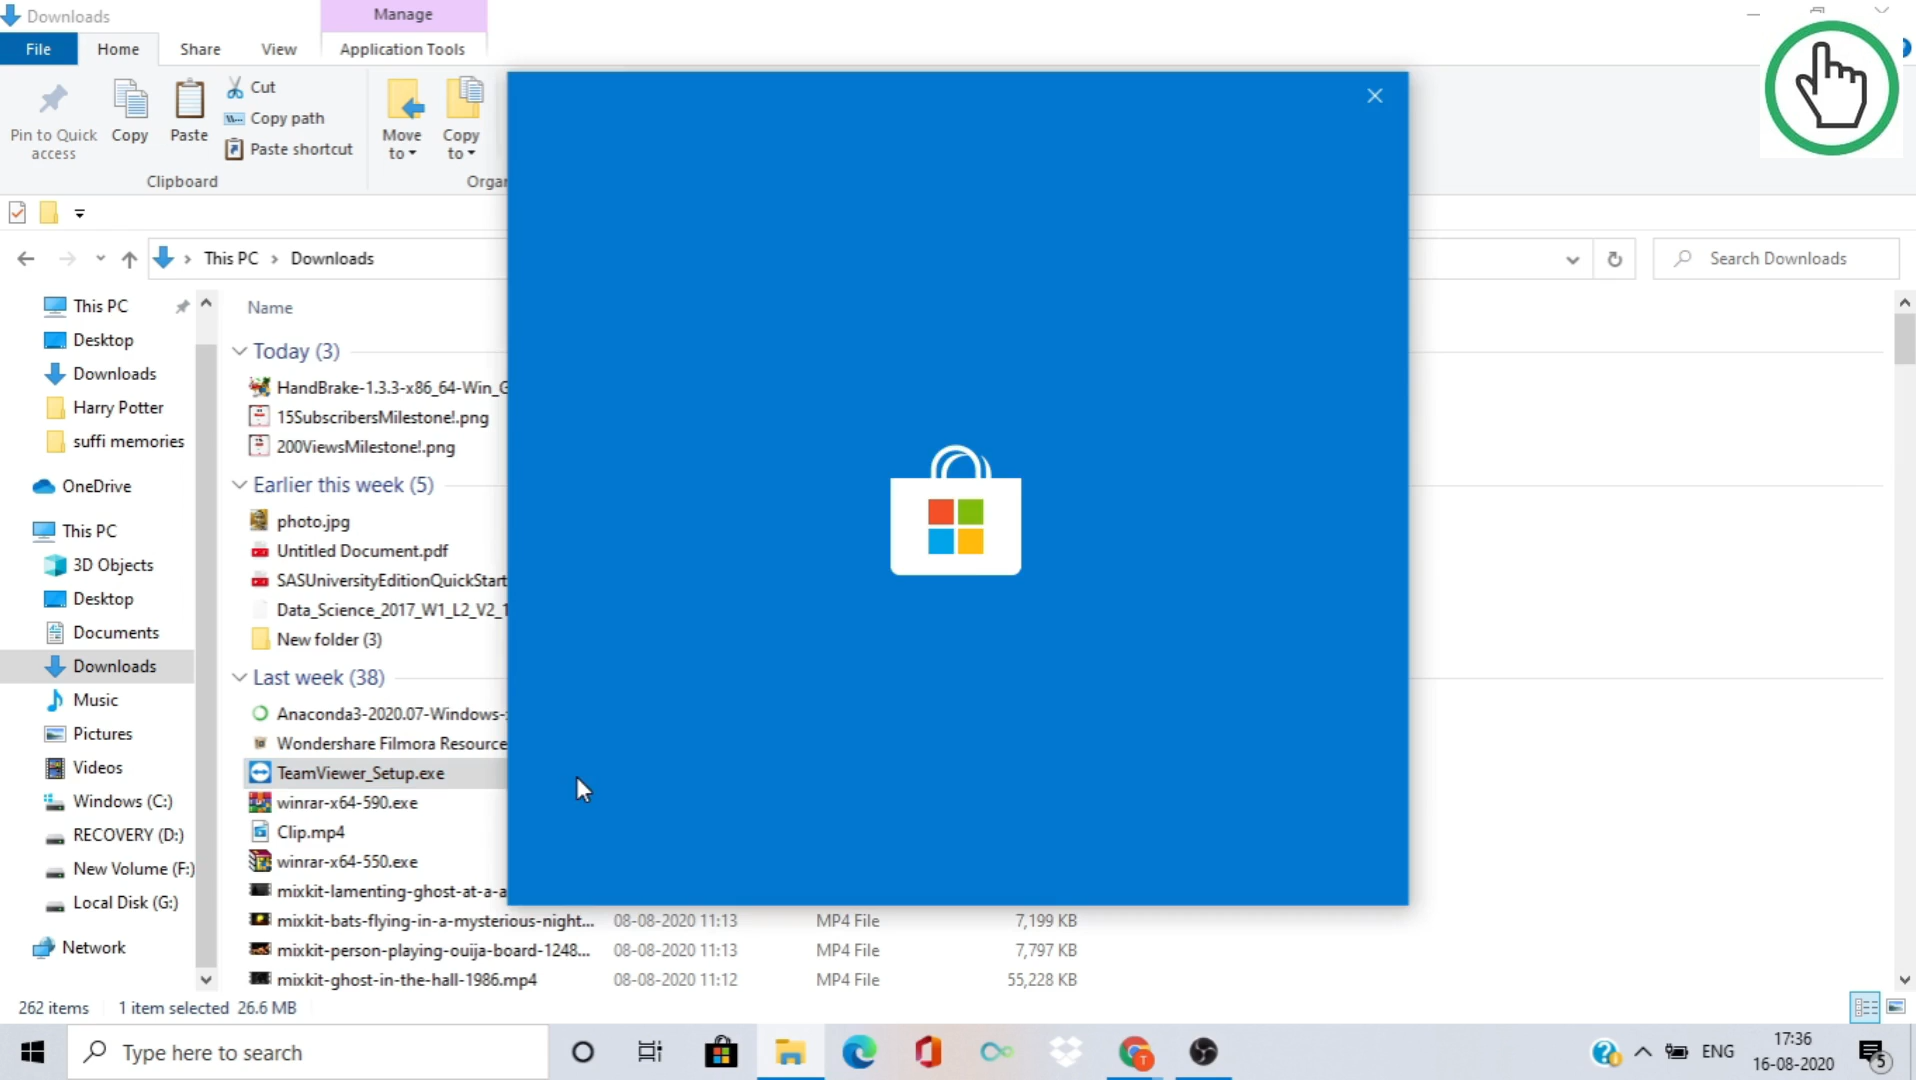 Downloads
Manage
File
Home
Share
View
Application Tools
Pin to Quick
access
Copy
Paste
Cut
Copy path
Paste shortcut
Move
to
Copy
to
Clipboard
Orga
This PC
Downloads
Search Downloads
This PC
Desktop
Downloads
Harry Potter
suffi memories
OneDrive
This PC
3D Objects
Desktop
Documents
Downloads
Music
Pictures
Videos
Windows (C:)
RECOVERY (D:)
New Volume (F:)
Local Disk (G:)
Network
Name
Today (3)
HandBrake-1.3.3-x86_64-Win_G
15SubscribersMilestone!.png
200ViewsMilestone!.png
Earlier this week (5)
photo.jpg
Untitled Document.pdf
SASUniversityEditionQuickStart
Data_Science_2017_W1_L2_V2_1
New folder (3)
Last week (38)
Anaconda3-2020.07-Windows-
Wondershare Filmora Resource
TeamViewer_Setup.exe
winrar-x64-590.exe
Clip.mp4
winrar-x64-550.exe
mixkit-lamenting-ghost-at-a-a
mixkit-bats-flying-in-a-mysterious-night... 08-08-2020 11:13 MP4 File 7,199 KB
mixkit-person-playing-ouija-board-1248... 08-08-2020 11:13 MP4 File 7,797 KB
mixkit-ghost-in-the-hall-1986.mp4 08-08-2020 11:12 MP4 File 55,228 KB
262 items 1 item selected 26.6 MB
Type here to search
T
ENG
17:36
16-08-2020
5